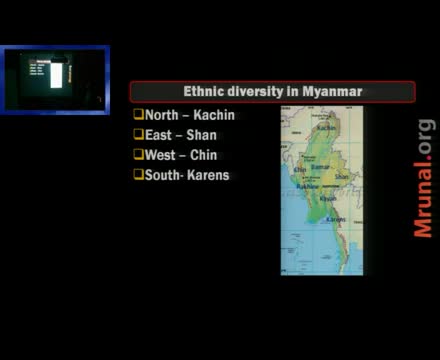 Ethnic diversity in Myanmar
North – Kachin
East – Shan
West – Chin
South- Karens
Kachin
Chin
Bamar
Shan
Rakhine
Kayah
Karens
Mrunal.org